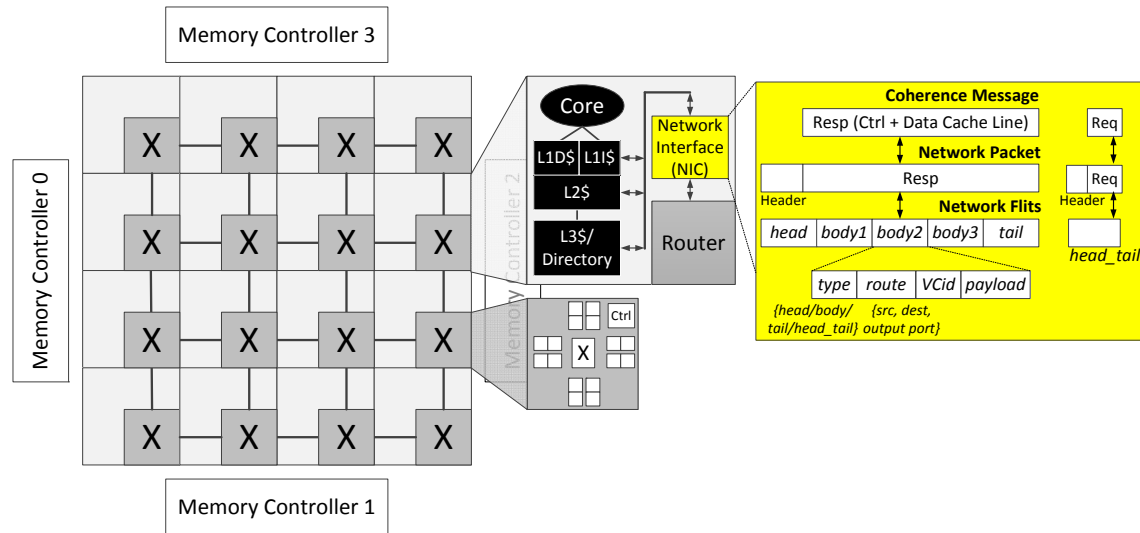 Memory Controller 3
Memory Controller 0
X X X X
X X X X
X X X X
X X X X
Memory Controller 1
Memory Controller 2
Core
L1D$ L1I$
L2$
L3$/
Directory
Network
Interface
(NIC)
Router
Ctrl
X
Coherence Message
Resp (Ctrl + Data Cache Line) Req
Network Packet
Resp Req
Header Header
Network Flits
head body1 body2 body3 tail
head_tail
type route VCid payload
{head/body/ {src, dest,
tail/head_tail} output port}